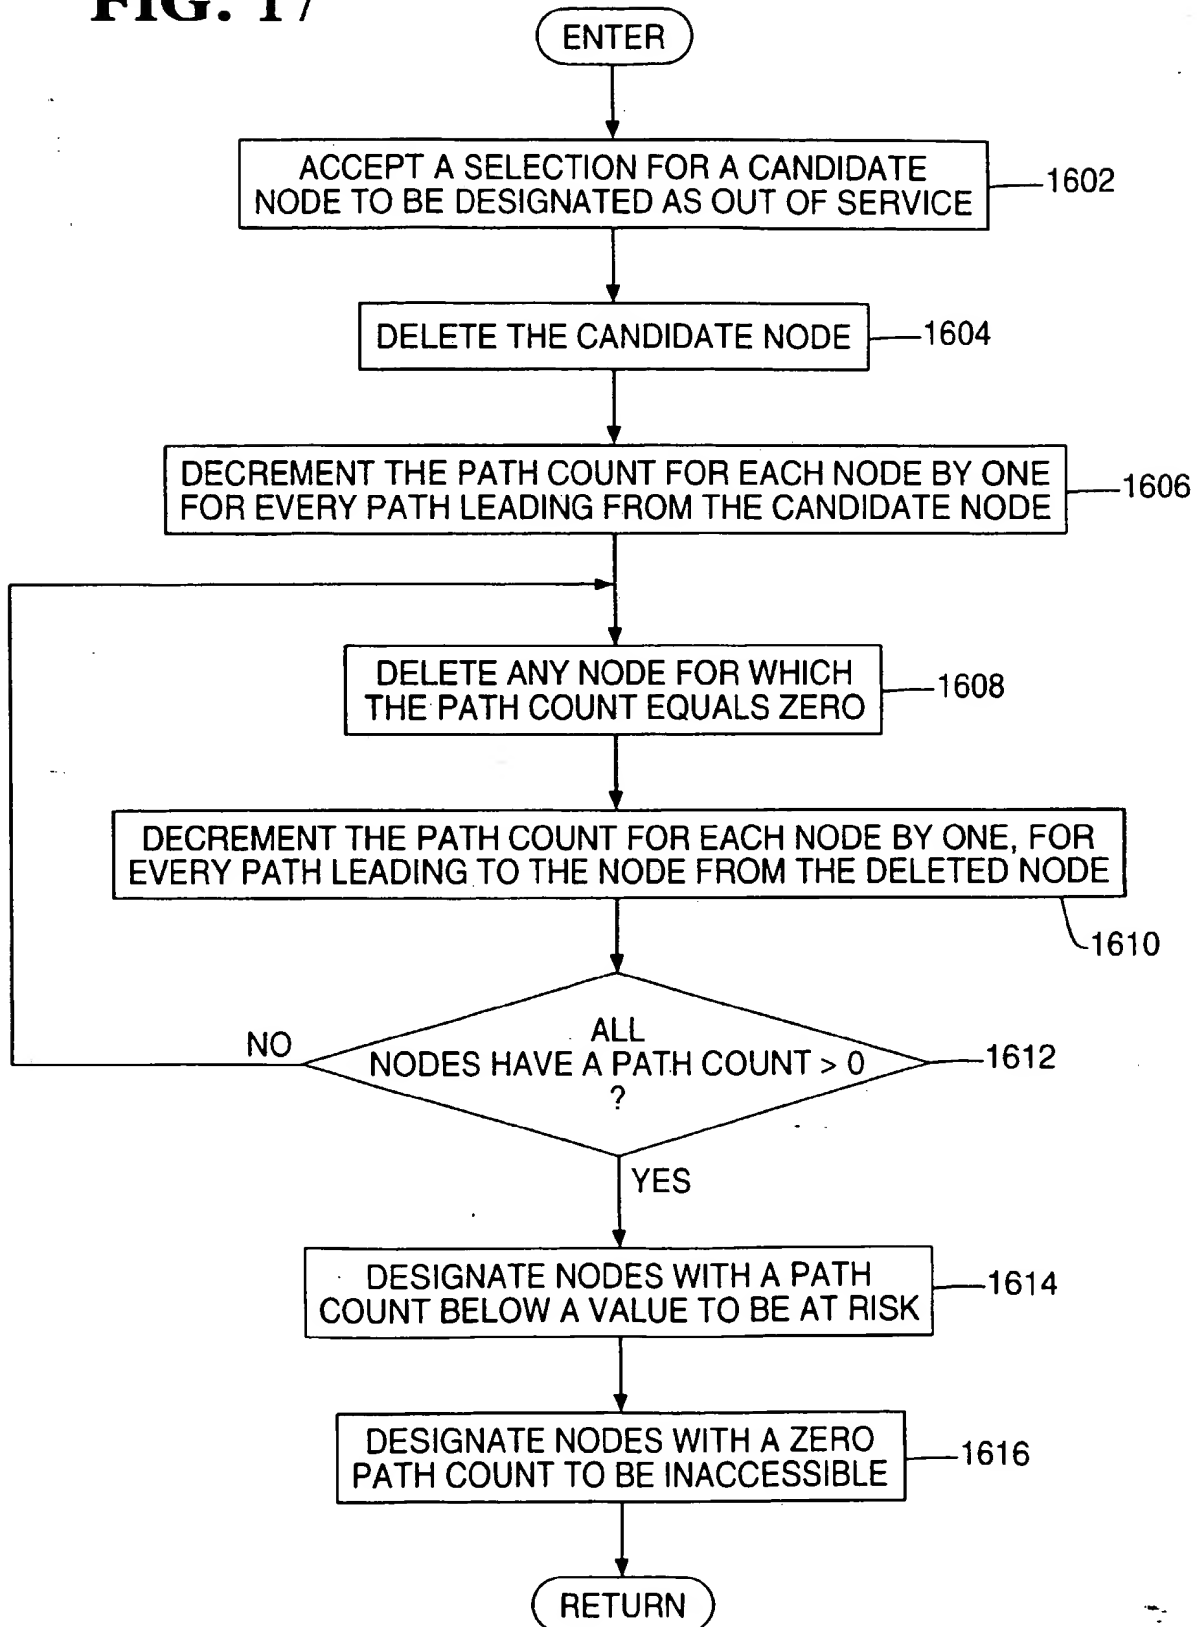 FIG. 17
ENTER
ACCEPT A SELECTION FOR A CANDIDATE
NODE TO BE DESIGNATED AS OUT OF SERVICE
1602
DELETE THE CANDIDATE NODE
1604
DECREMENT THE PATH COUNT FOR EACH NODE BY ONE
FOR EVERY PATH LEADING FROM THE CANDIDATE NODE
1606
DELETE ANY NODE FOR WHICH
THE PATH COUNT EQUALS ZERO
1608
DECREMENT THE PATH COUNT FOR EACH NODE BY ONE, FOR
EVERY PATH LEADING TO THE NODE FROM THE DELETED NODE
1610
ALL
NODES HAVE A PATH COUNT > 0
?
1612
NO
YES
DESIGNATE NODES WITH A PATH
COUNT BELOW A VALUE TO BE AT RISK
1614
DESIGNATE NODES WITH A ZERO
PATH COUNT TO BE INACCESSIBLE
1616
RETURN